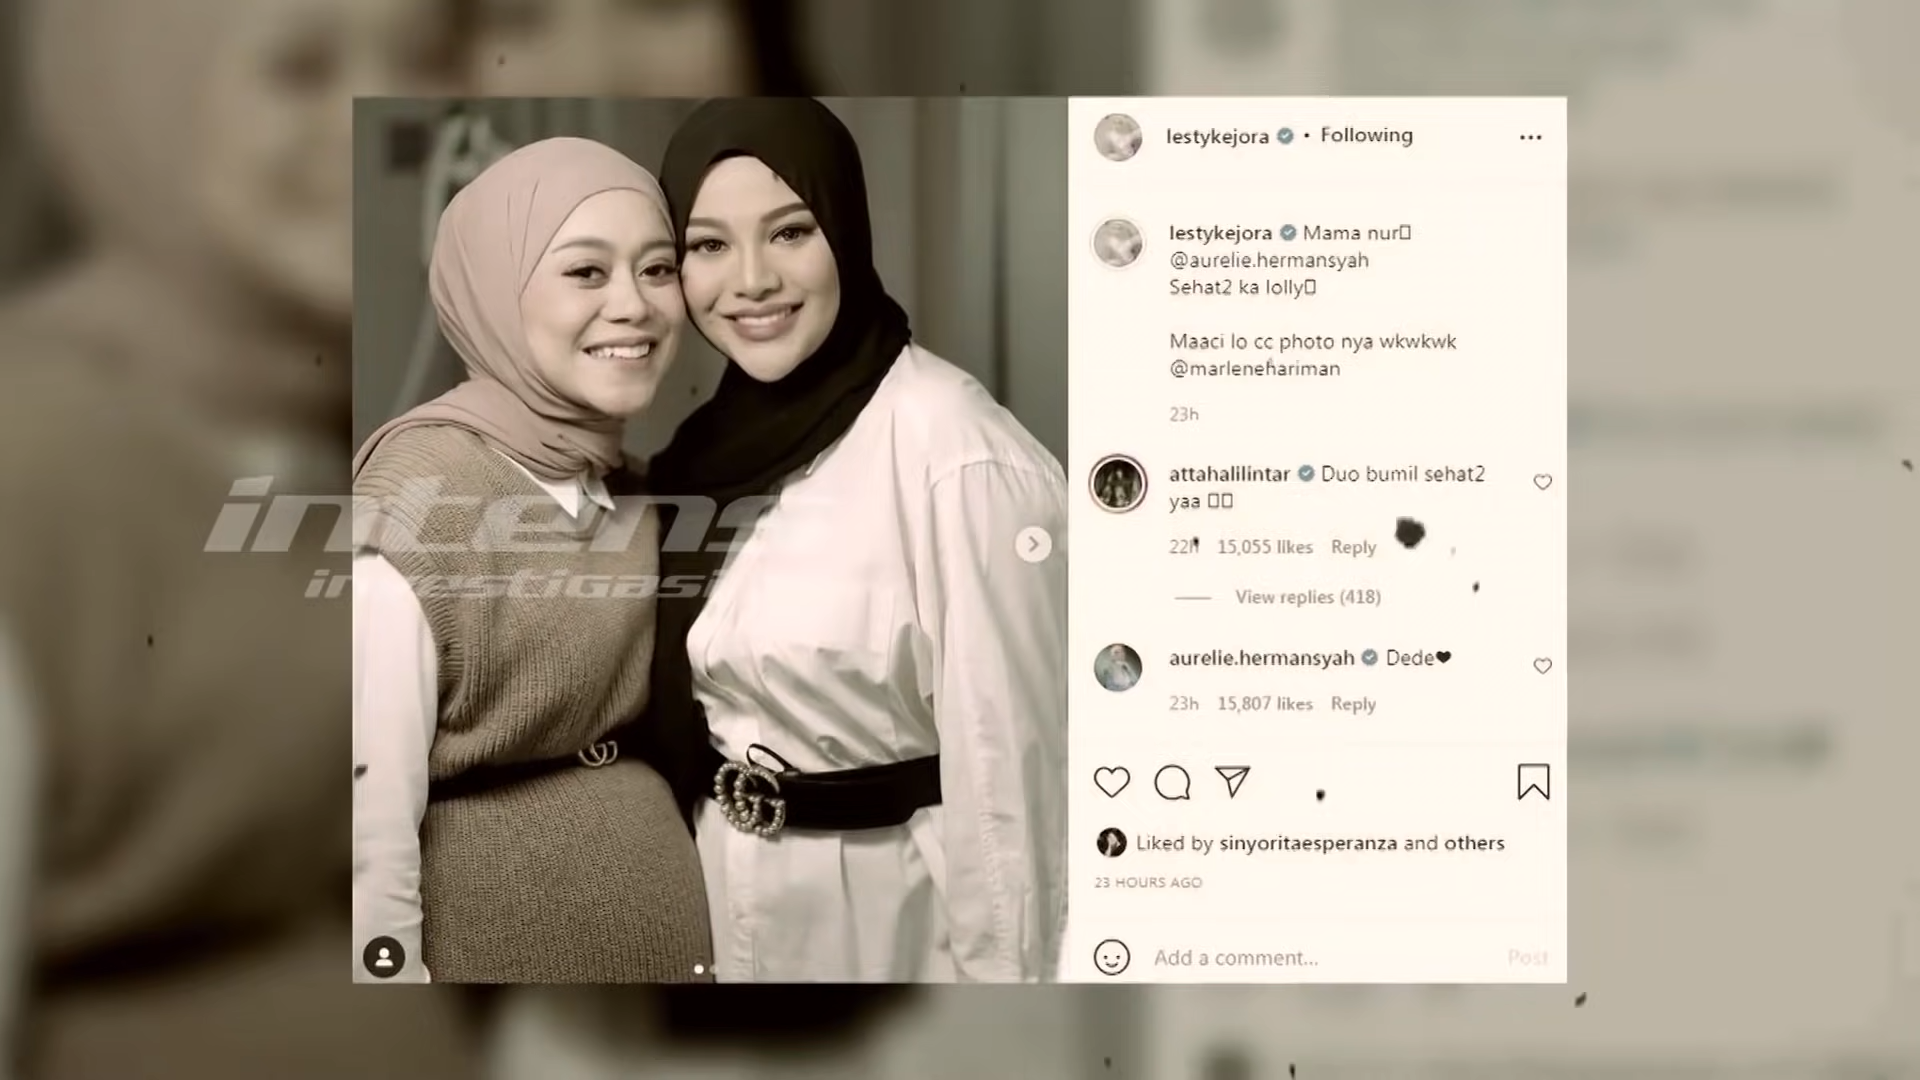 intens
investigasi
lestykejora • Following
lestykejora Mama nur
@aurelie.hermansyah
Sehat2 ka lolly
Maaci lo cc photo nya wkwkwk
@marlenehariman
23h
attahalilintar Duo bumil sehat2
yaa
22h 15,055 likes Reply
View replies (418)
aurelie.hermansyah Dede🖤
23h 15,807 likes Reply
Liked by sinyoritaesperanza and others
23 HOURS AGO
Add a comment... Post